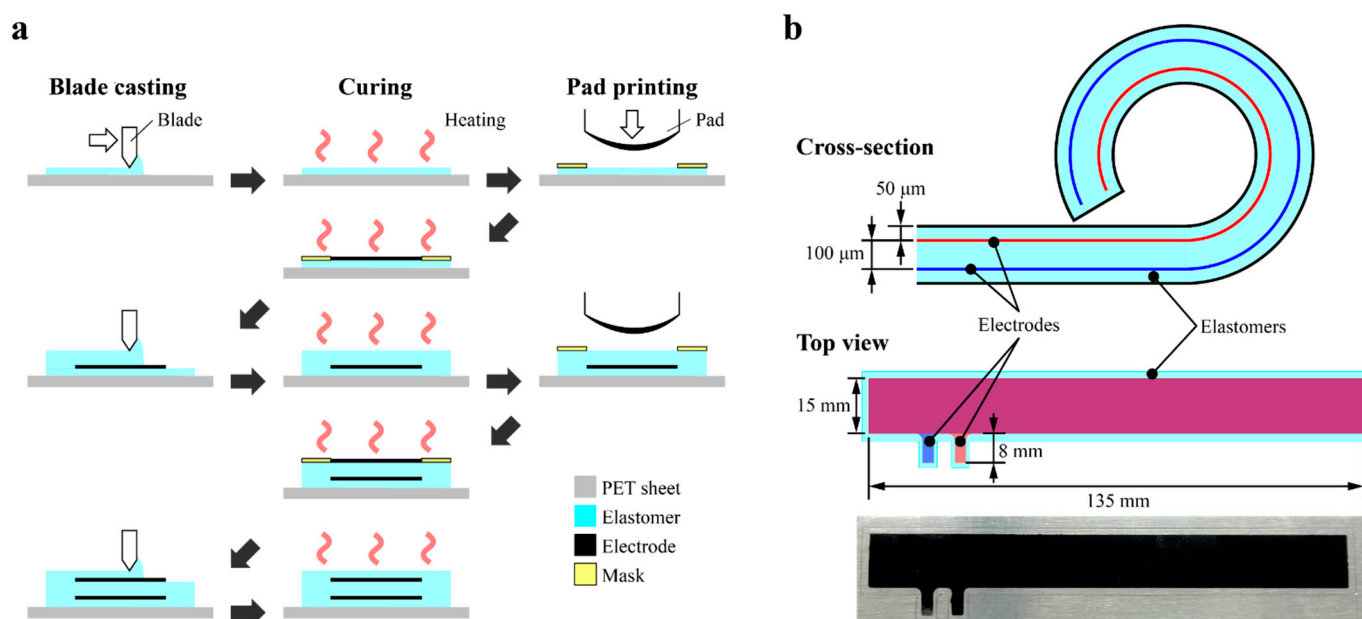 a
Blade casting
Curing
Pad printing
Blade
Heating
Pad
PET sheet
Elastomer
Electrode
Mask
b
Cross-section
50 μm
100 μm
Electrodes
Elastomers
Top view
15 mm
8 mm
135 mm